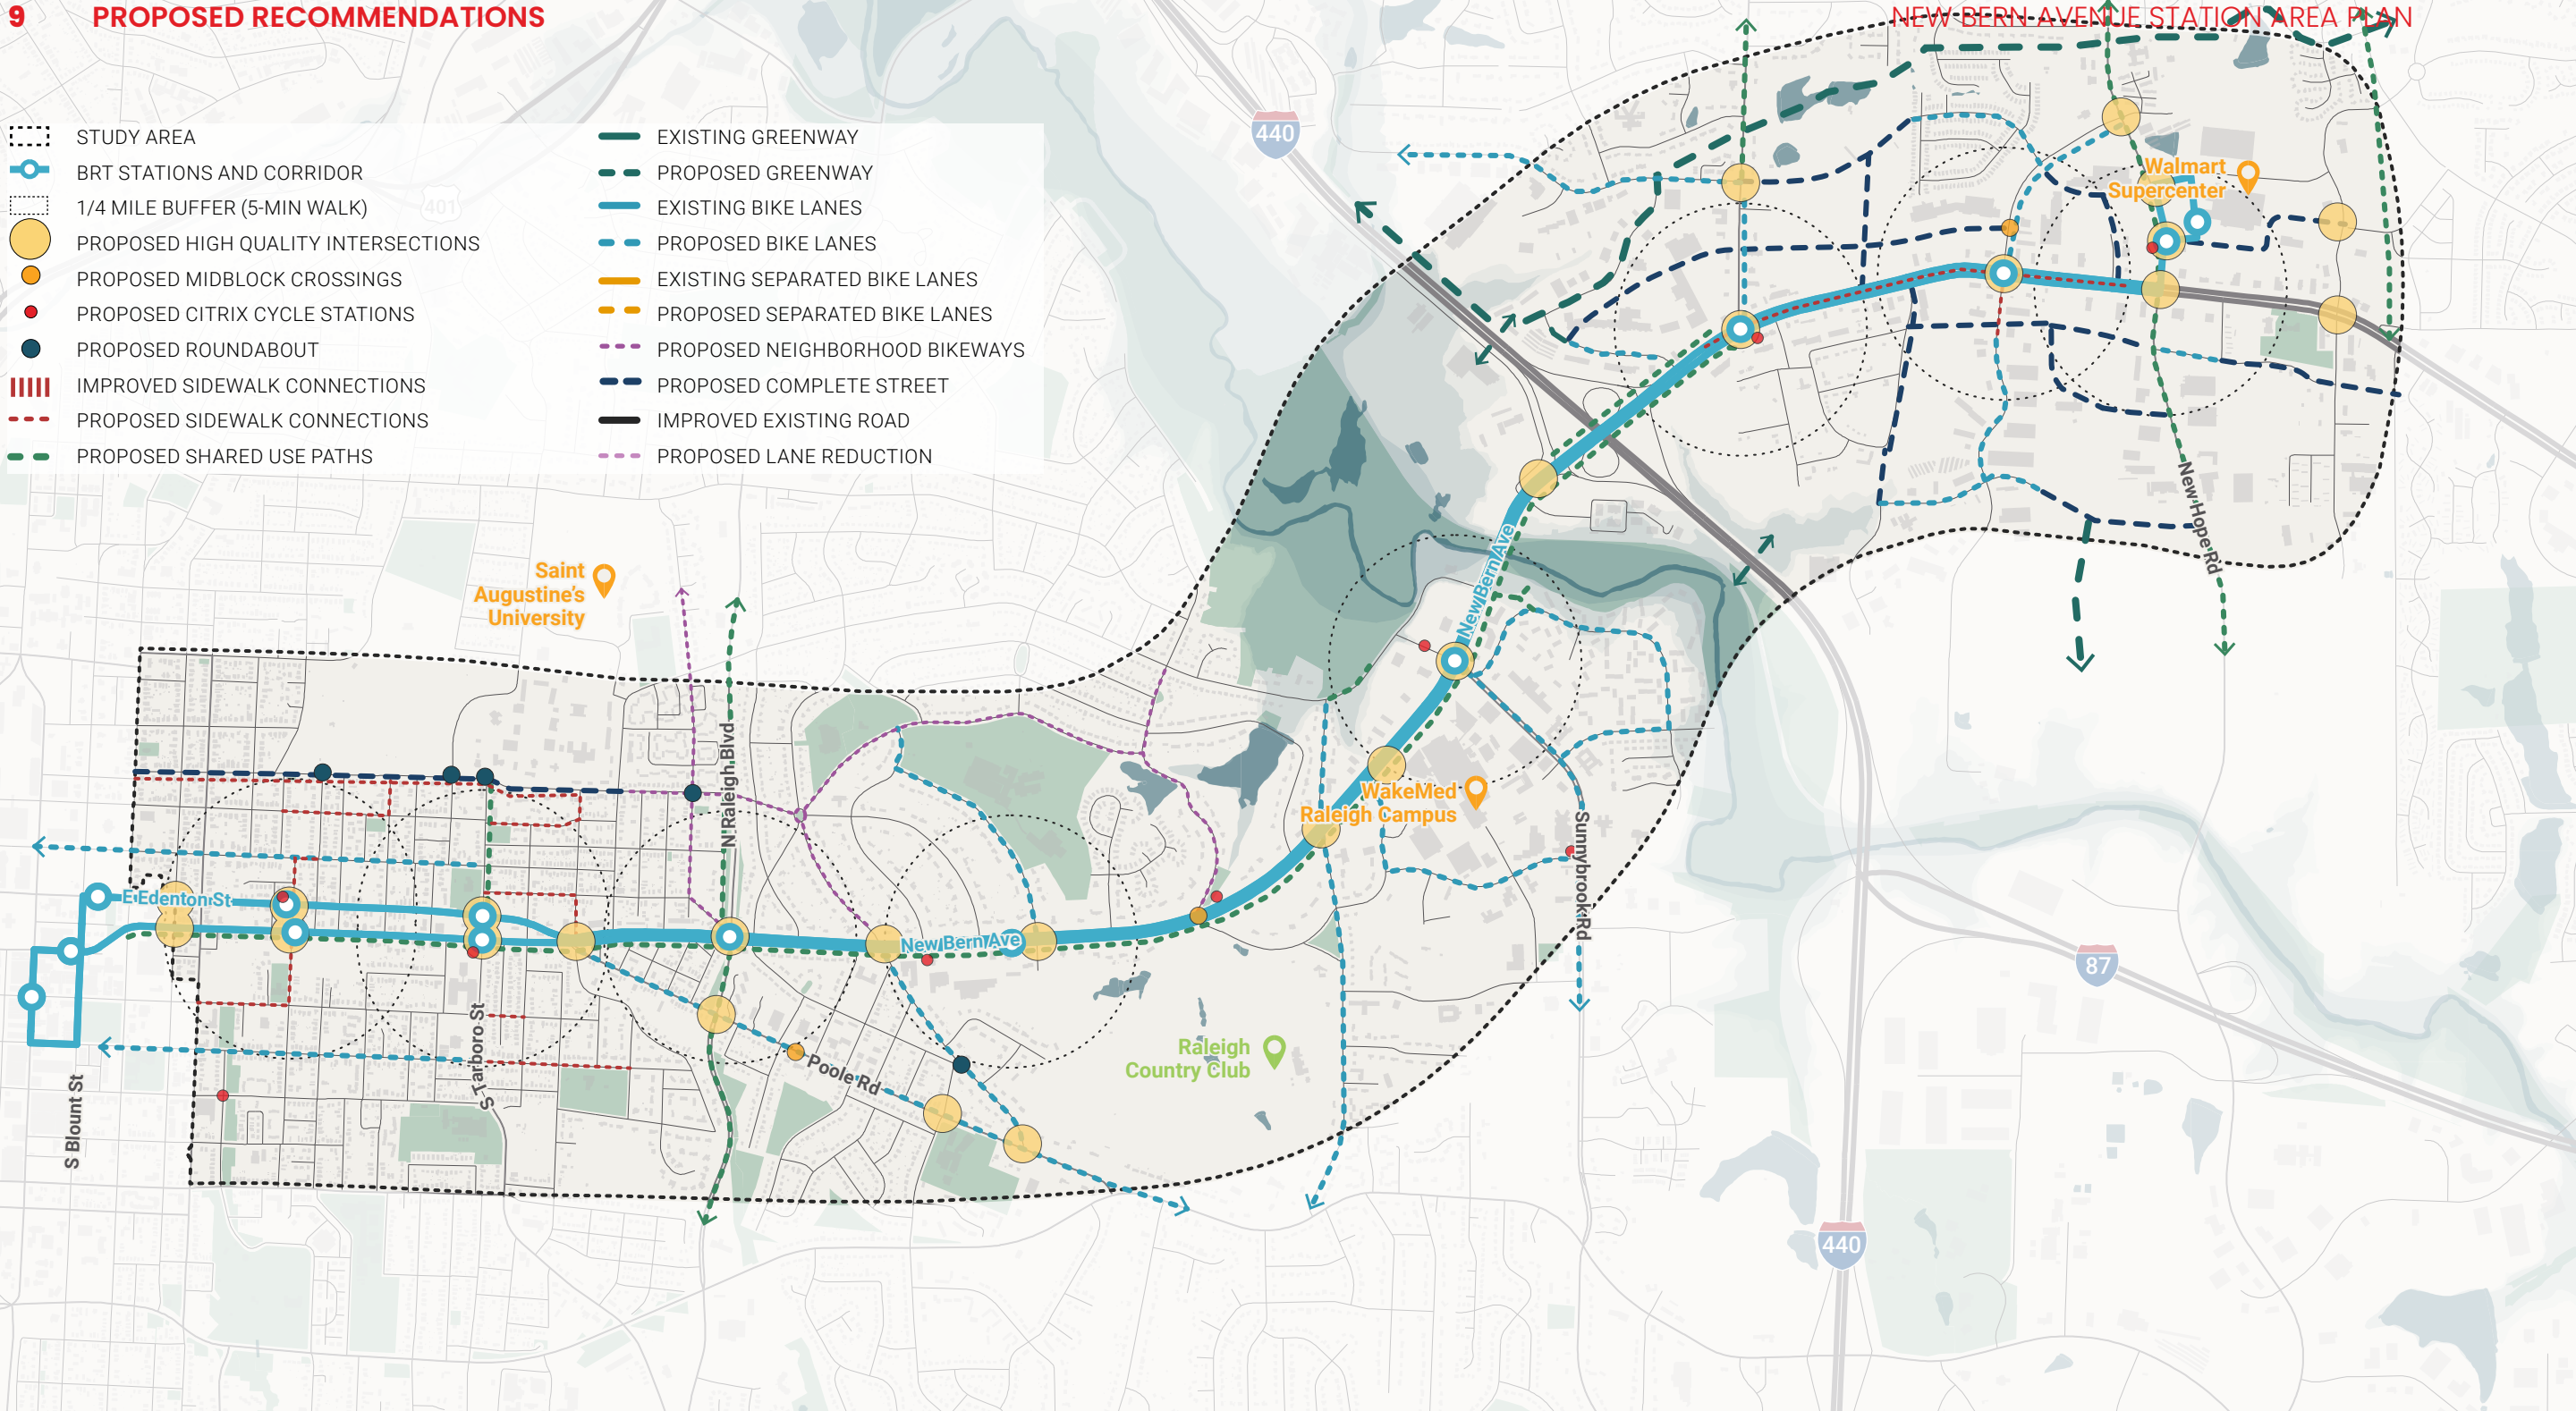 9 PROPOSED RECOMMENDATIONS
NEW BERN AVENUE STATION AREA PLAN
STUDY AREA
BRT STATIONS AND CORRIDOR
1/4 MILE BUFFER (5-MIN WALK)
PROPOSED HIGH QUALITY INTERSECTIONS
PROPOSED MIDBLOCK CROSSINGS
PROPOSED CITRIX CYCLE STATIONS
PROPOSED ROUNDABOUT
IMPROVED SIDEWALK CONNECTIONS
PROPOSED SIDEWALK CONNECTIONS
PROPOSED SHARED USE PATHS
EXISTING GREENWAY
PROPOSED GREENWAY
EXISTING BIKE LANES
PROPOSED BIKE LANES
EXISTING SEPARATED BIKE LANES
PROPOSED SEPARATED BIKE LANES
PROPOSED NEIGHBORHOOD BIKEWAYS
PROPOSED COMPLETE STREET
IMPROVED EXISTING ROAD
PROPOSED LANE REDUCTION
401
440
Walmart
Supercenter
New Hope Rd
New Bern Ave
Saint
Augustine's
University
N Raleigh Blvd
WakeMed
Raleigh Campus
Sunnybrook Rd
E Edenton St
New Bern Ave
87
S Tarboro St
Raleigh
Country Club
Poole Rd
S Blount St
440